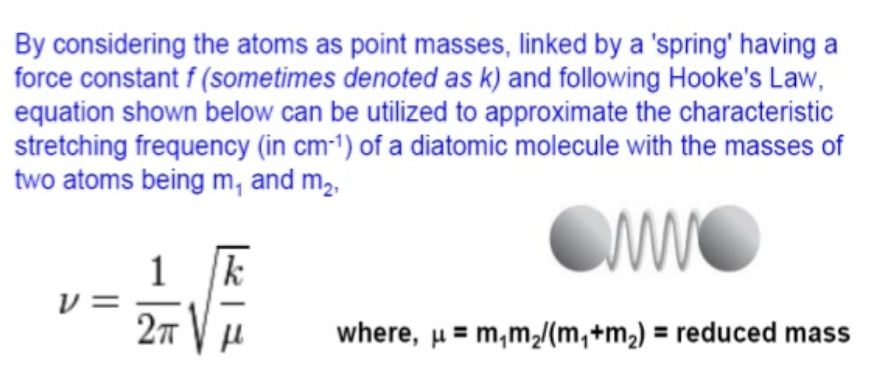 By considering the atoms as point masses, linked by a 'spring' having a
force constant f (sometimes denoted as k) and following Hooke's Law,
equation shown below can be utilized to approximate the characteristic
stretching frequency (in cm-¹) of a diatomic molecule with the masses of
two atoms being m₁ and m₂,
ν = 1/2π √k/μ
where, μ = m₁m₂/(m₁+m₂) = reduced mass